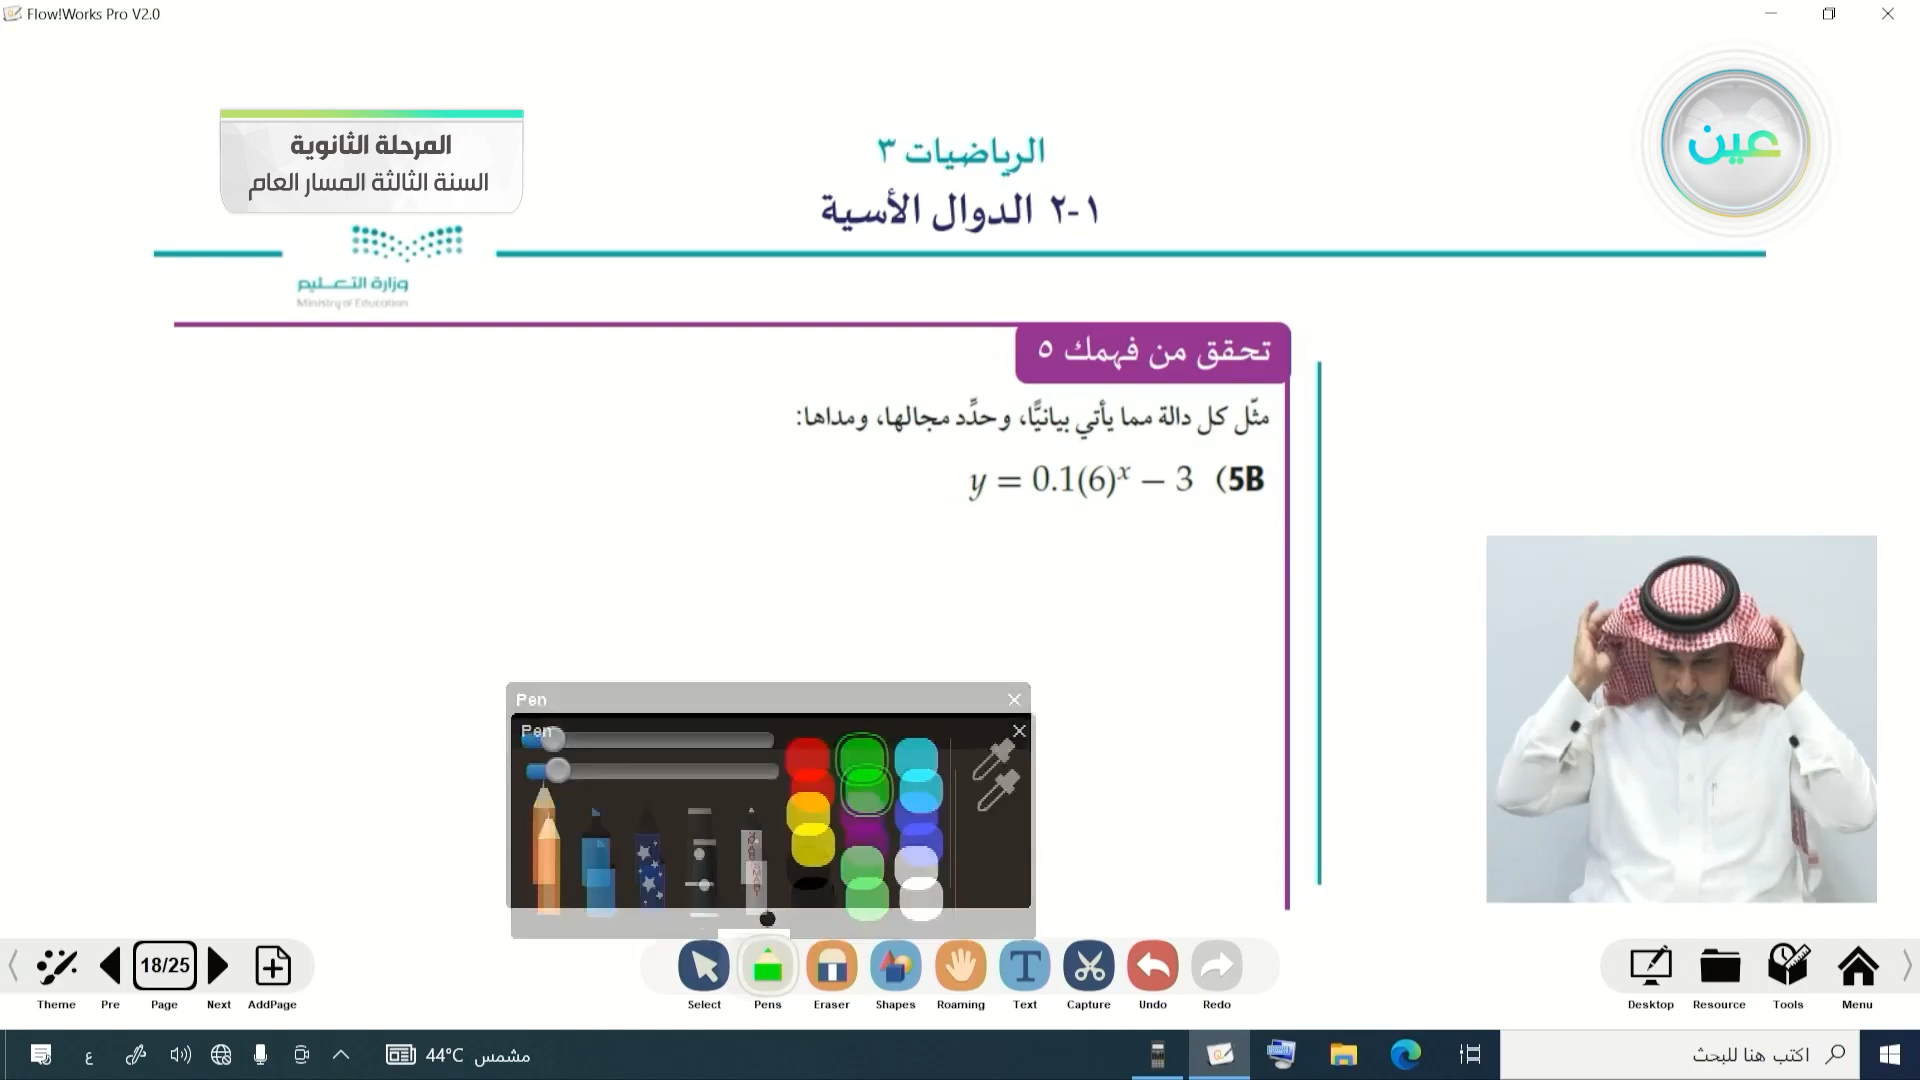 Flow!Works Pro V2.0
المرحلة الثانوية
السنة الثالثة المسار العام
الرياضيات ٣
٢-١ الدوال الأسية
عين
وزارة التعليم
Ministry of Education
تحقق من فهمك ٥
مثّل كل دالة مما يأتي بيانيًّا، وحدِّد مجالها، ومداها:
y = 0.1(6)ˣ − 3 (5B
Pen
Pen
18/25
Theme Pre Page Next AddPage
Select Pens Eraser Shapes Roaming Text Capture Undo Redo
Desktop Resource Tools Menu
ع
44°C مشمس
اكتب هنا للبحث